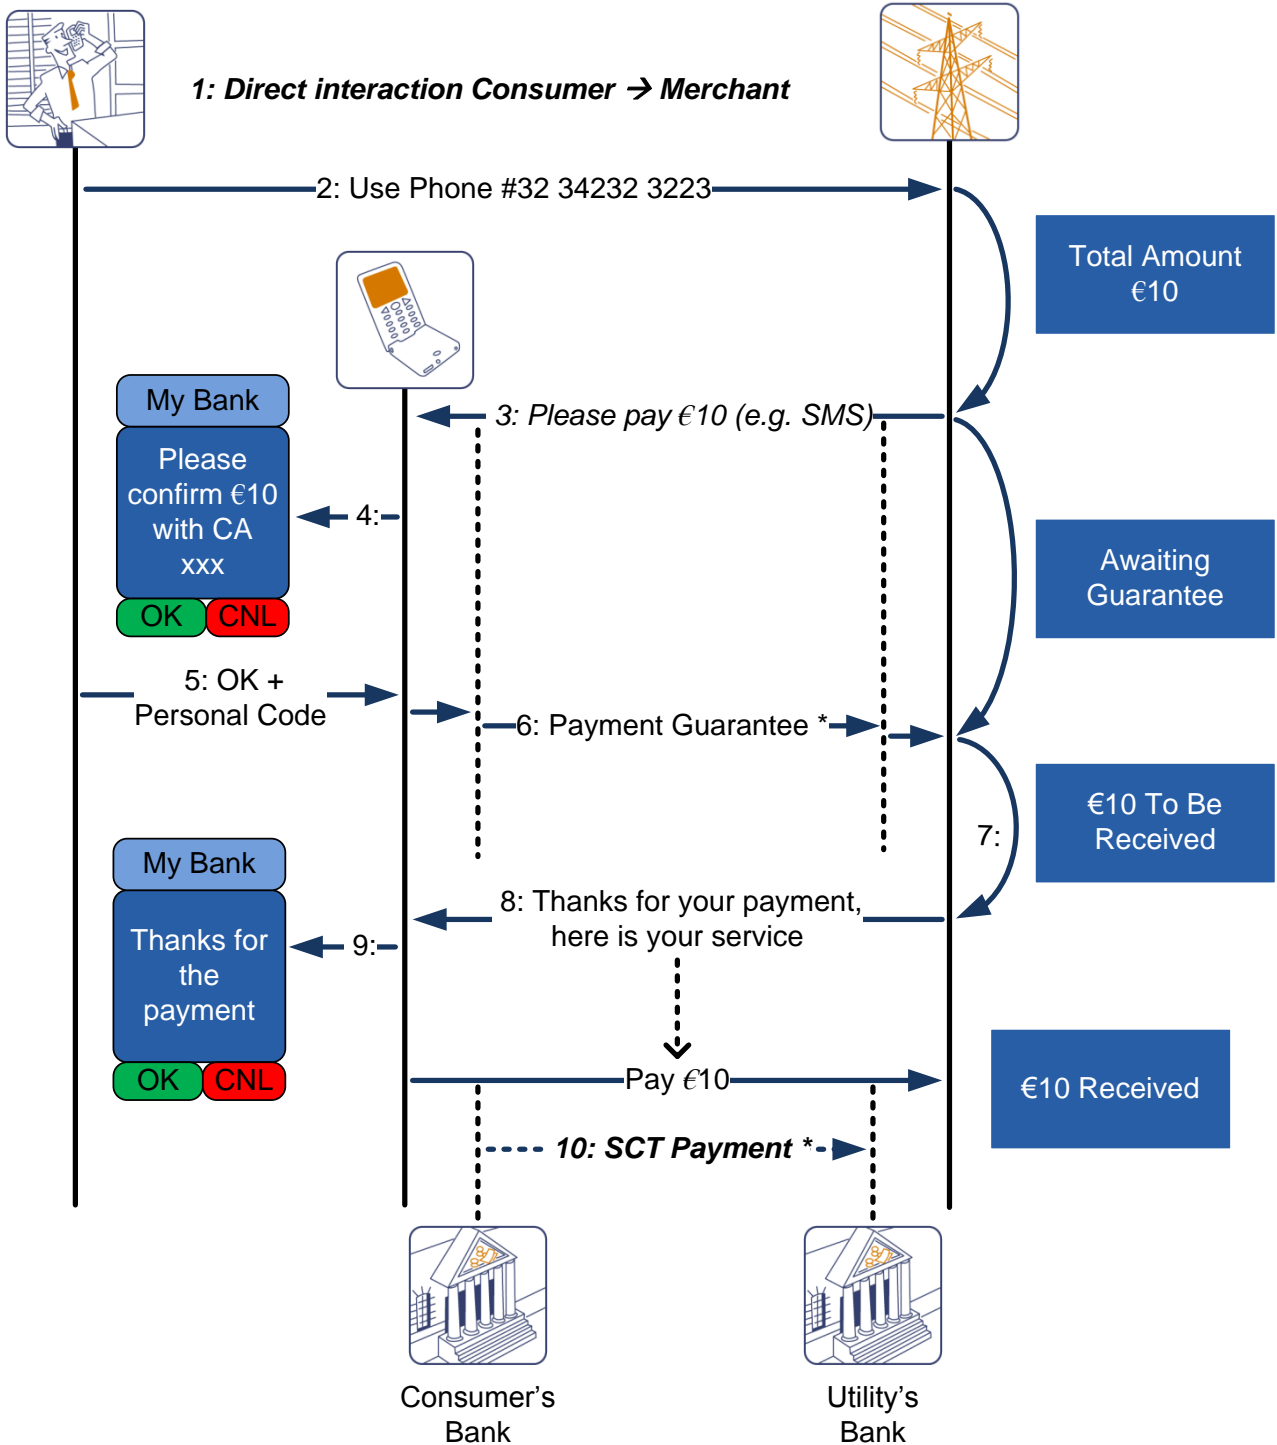 1: Direct interaction Consumer → Merchant
2: Use Phone #32 34232 3223
Total Amount
€10
My Bank
3: Please pay €10 (e.g. SMS)
Please
confirm €10
with CA
xxx
4:
OK CNL
Awaiting
Guarantee
5: OK +
Personal Code
6: Payment Guarantee *
€10 To Be
Received
7:
My Bank
8: Thanks for your payment,
here is your service
Thanks for
the
payment
9:
OK CNL
Pay €10
€10 Received
10: SCT Payment *
Consumer’s
Bank
Utility’s
Bank